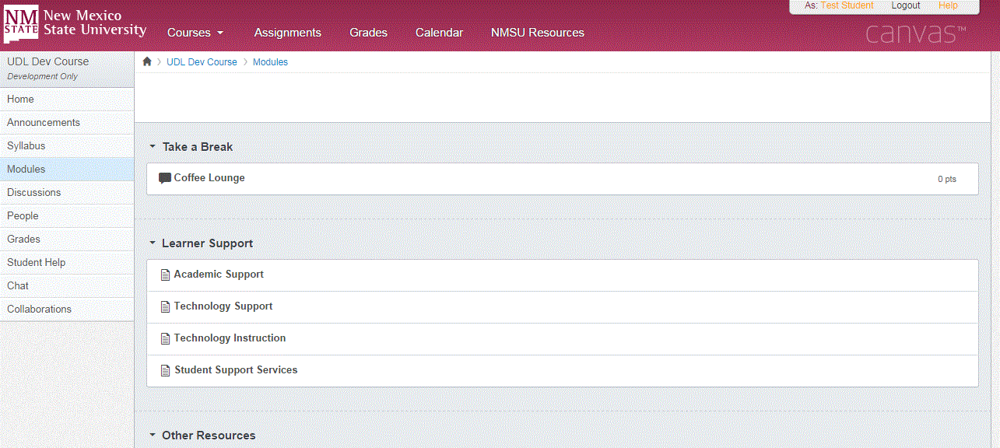 As: Test Student Logout Help
NM STATE
New Mexico
State University
Courses Assignments Grades Calendar NMSU Resources
canvas™
UDL Dev Course
Development Only
UDL Dev Course > Modules
Home
Announcements
Syllabus
Modules
Discussions
People
Grades
Student Help
Chat
Collaborations
Take a Break
Coffee Lounge 0 pts
Learner Support
Academic Support
Technology Support
Technology Instruction
Student Support Services
Other Resources